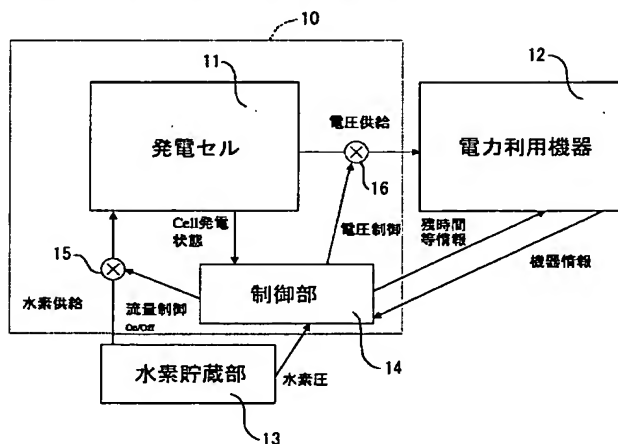 10
11
12
発電セル
電圧供給
電力利用機器
16
Cell発電
状態
電圧制御
残時間
等情報
機器情報
15
水素供給
流量制御
On/Off
制御部
14
水素貯蔵部
水素圧
13